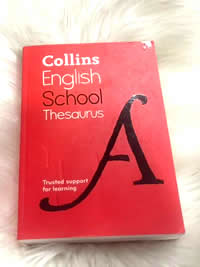 Collins
English
School
Thesaurus
A
Trusted support
for learning